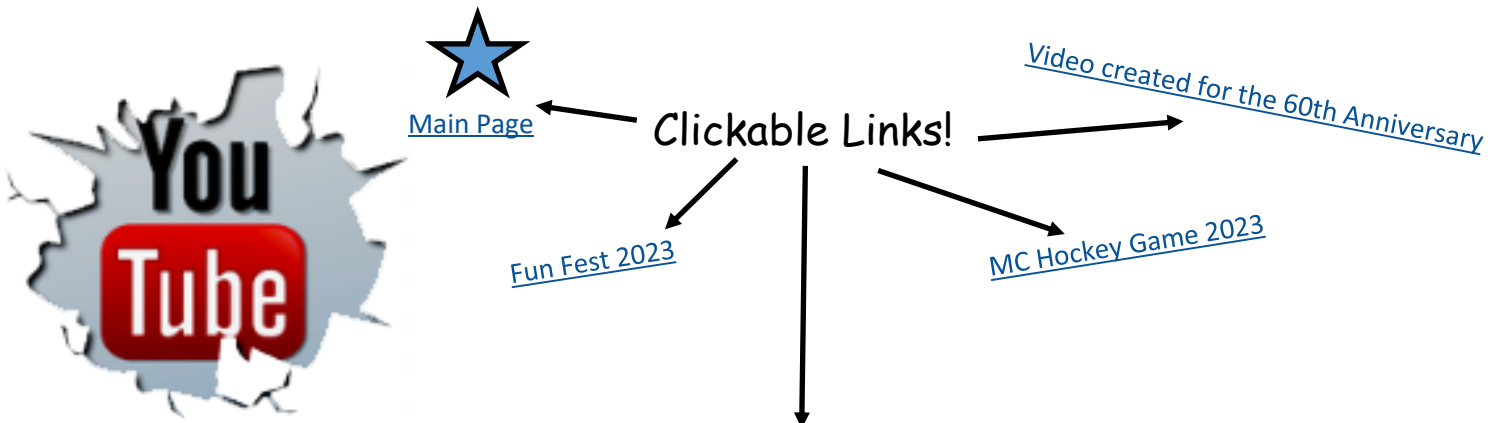 You
Tube
Main Page
Clickable Links!
Video created for the 60th Anniversary
Fun Fest 2023
MC Hockey Game 2023